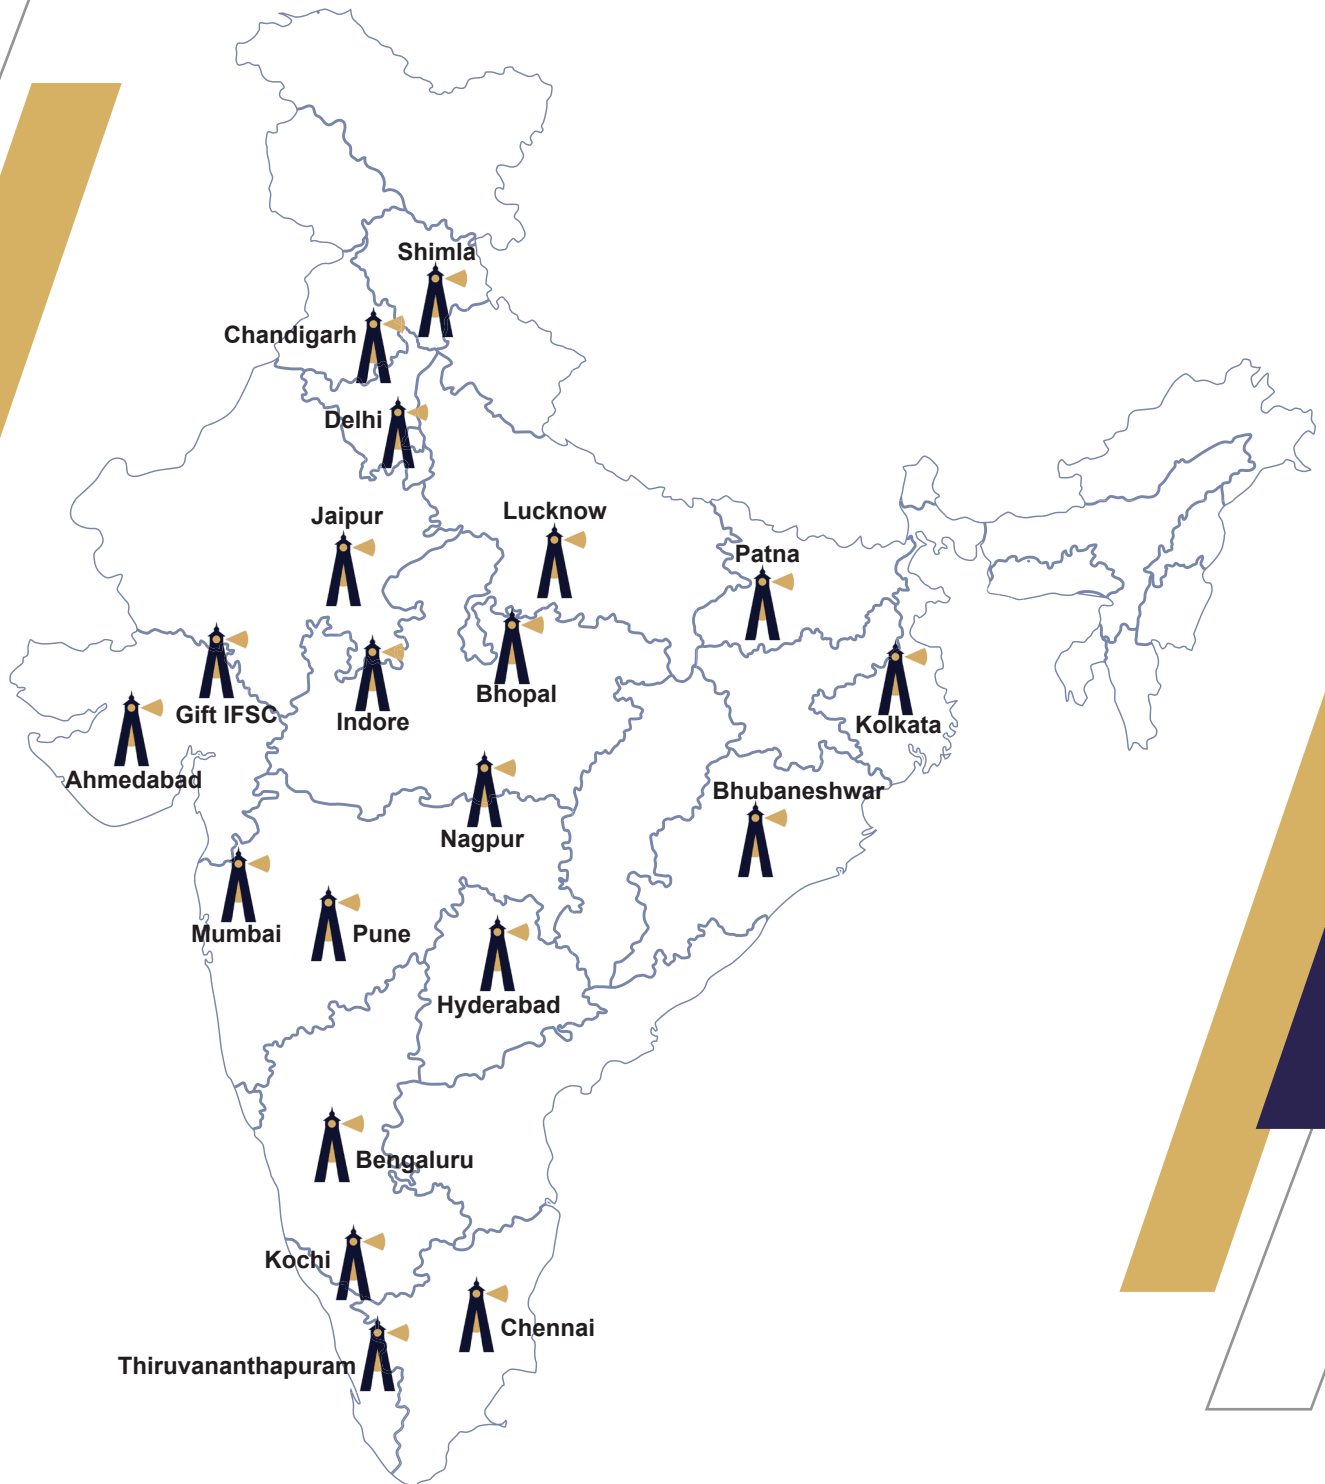 Shimla
Chandigarh
Delhi
Jaipur
Lucknow
Patna
Gift IFSC
Indore
Bhopal
Kolkata
Ahmedabad
Bhubaneshwar
Nagpur
Mumbai
Pune
Hyderabad
Bengaluru
Kochi
Chennai
Thiruvananthapuram